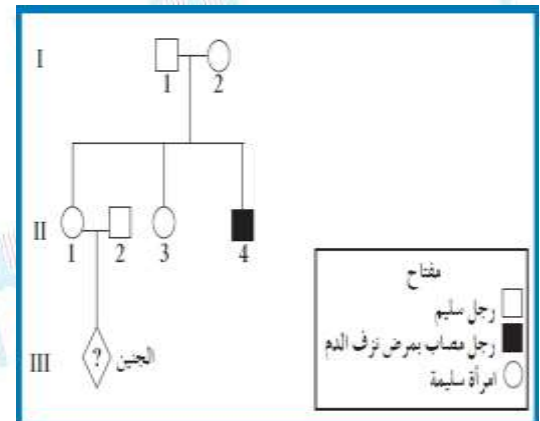 I
1 2
II
1 2 3 4
III
? الجنين
مفتاح
رجل سليم
رجل مصاب بمرض نزف الدم
امرأة سليمة